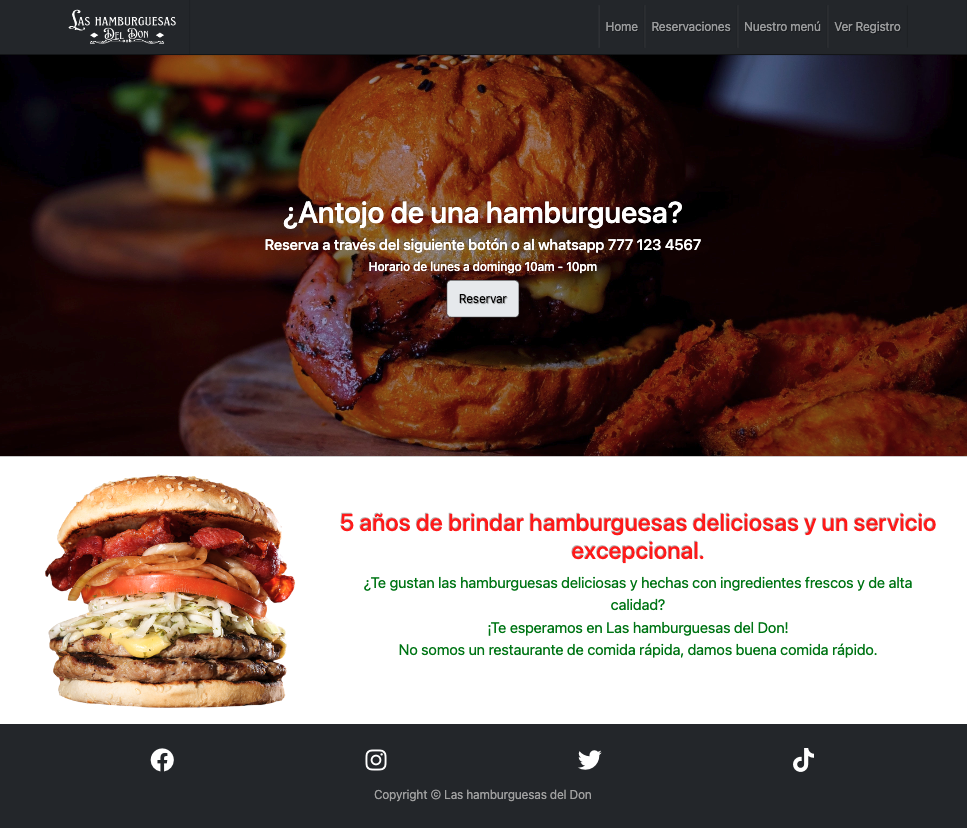 Las hamburguesas
Del Don
Home Reservaciones Nuestro menú Ver Registro
¿Antojo de una hamburguesa?
Reserva a través del siguiente botón o al whatsapp 777 123 4567
Horario de lunes a domingo 10am - 10pm
Reservar
5 años de brindar hamburguesas deliciosas y un servicio
excepcional.
¿Te gustan las hamburguesas deliciosas y hechas con ingredientes frescos y de alta
calidad?
¡Te esperamos en Las hamburguesas del Don!
No somos un restaurante de comida rápida, damos buena comida rápido.
Copyright © Las hamburguesas del Don